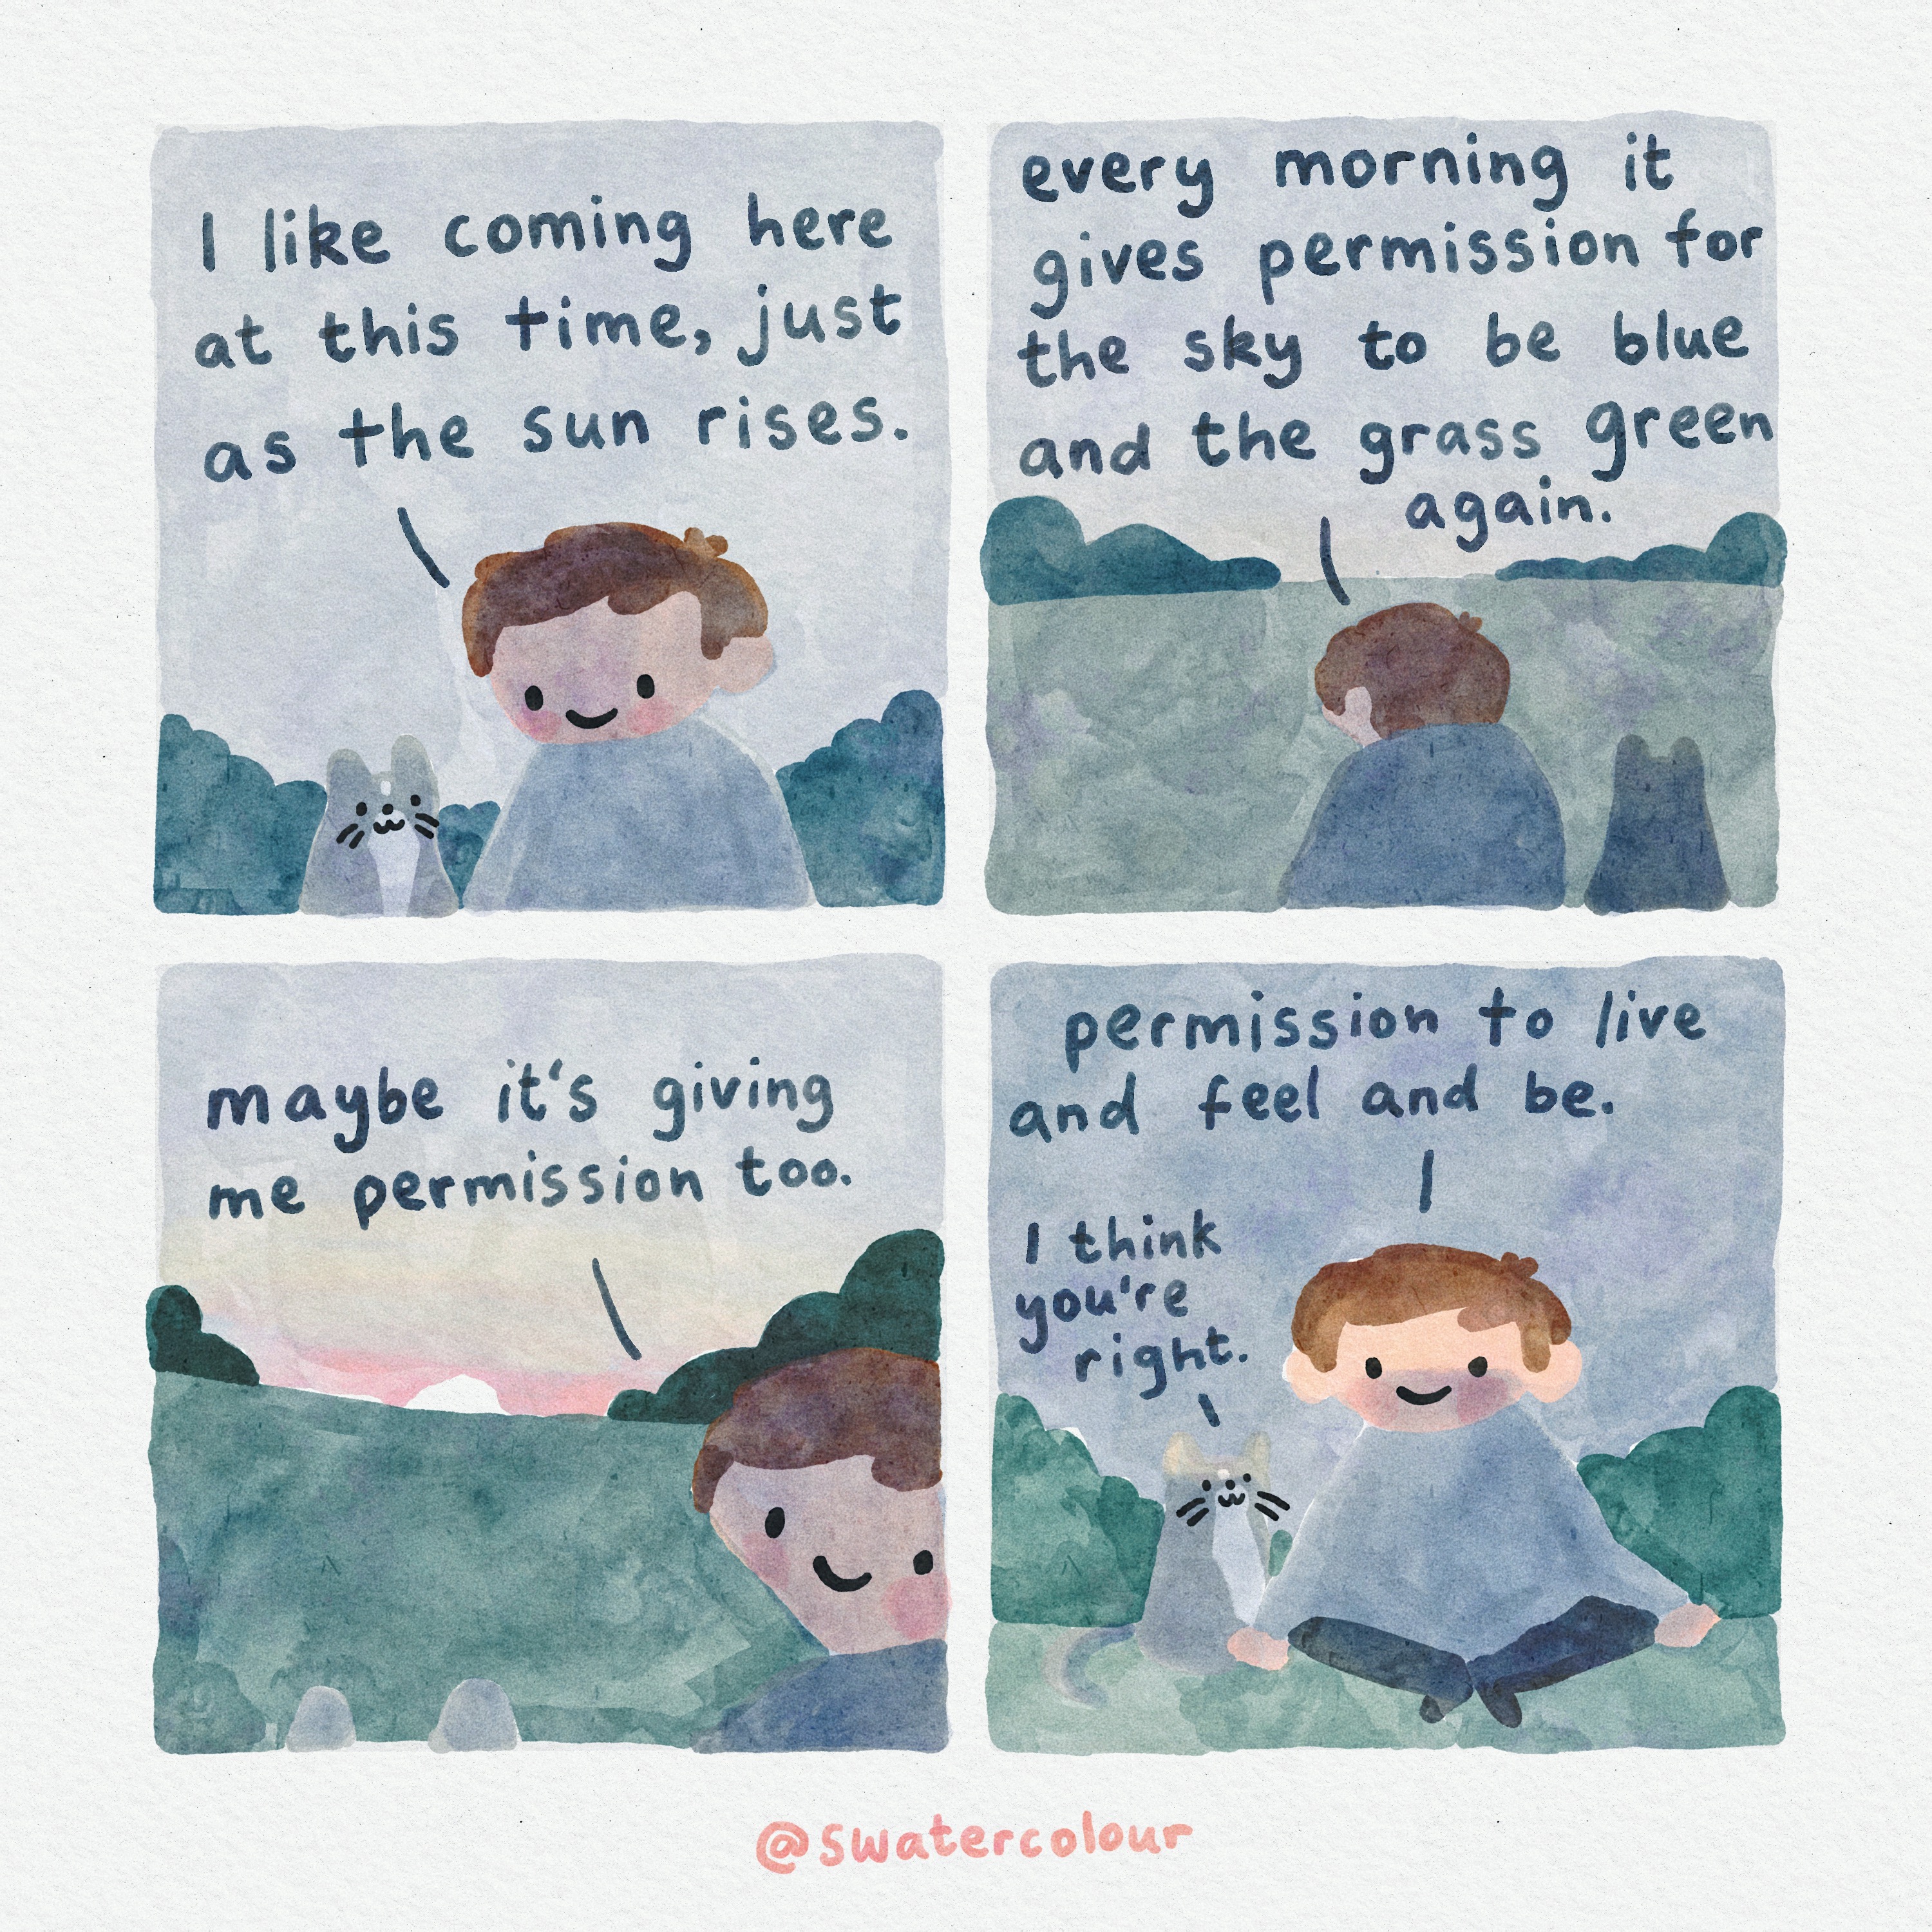 I like coming here
at this time, just
as the sun rises.
every morning it
gives permission for
the sky to be blue
and the grass green
again.
maybe it's giving
me permission too.
permission to live
and feel and be.
I think
you're
right.
@swatercolour